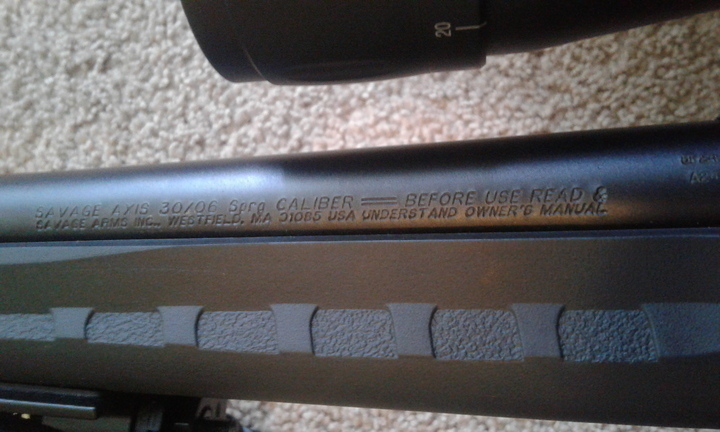 20
SAVAGE AXIS 30/06 Sprg CALIBER BEFORE USE READ &
SAVAGE ARMS INC., WESTFIELD, MA 01085 USA UNDERSTAND OWNER'S MANUAL